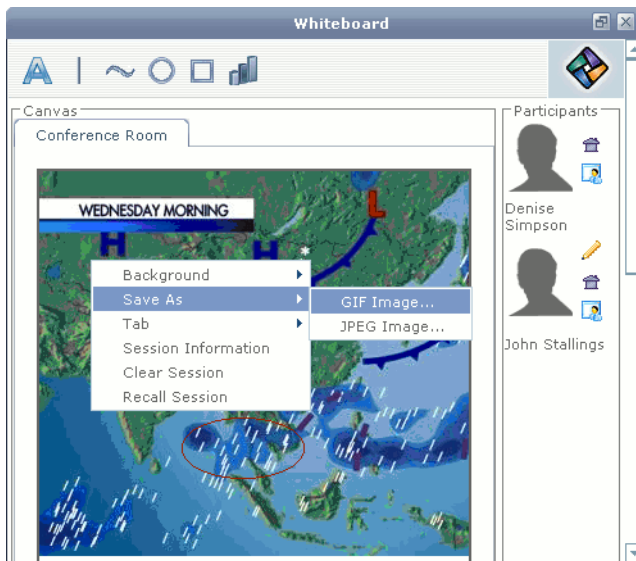 Whiteboard
A
Canvas
Conference Room
WEDNESDAY MORNING
H
H
L
Background
Save As
Tab
Session Information
Clear Session
Recall Session
GIF Image...
JPEG Image...
Participants
Denise
Simpson
John Stallings